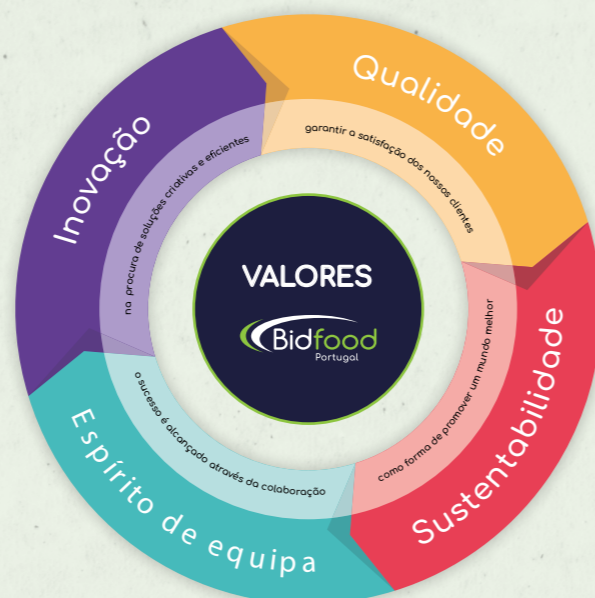 VALORES
Bidfood
Portugal
Qualidade
garantir a satisfação dos nossos clientes
Sustentabilidade
como forma de promover um mundo melhor
Espírito de equipa
o sucesso é alcançado através da colaboração
Inovação
na procura de soluções criativas e eficientes